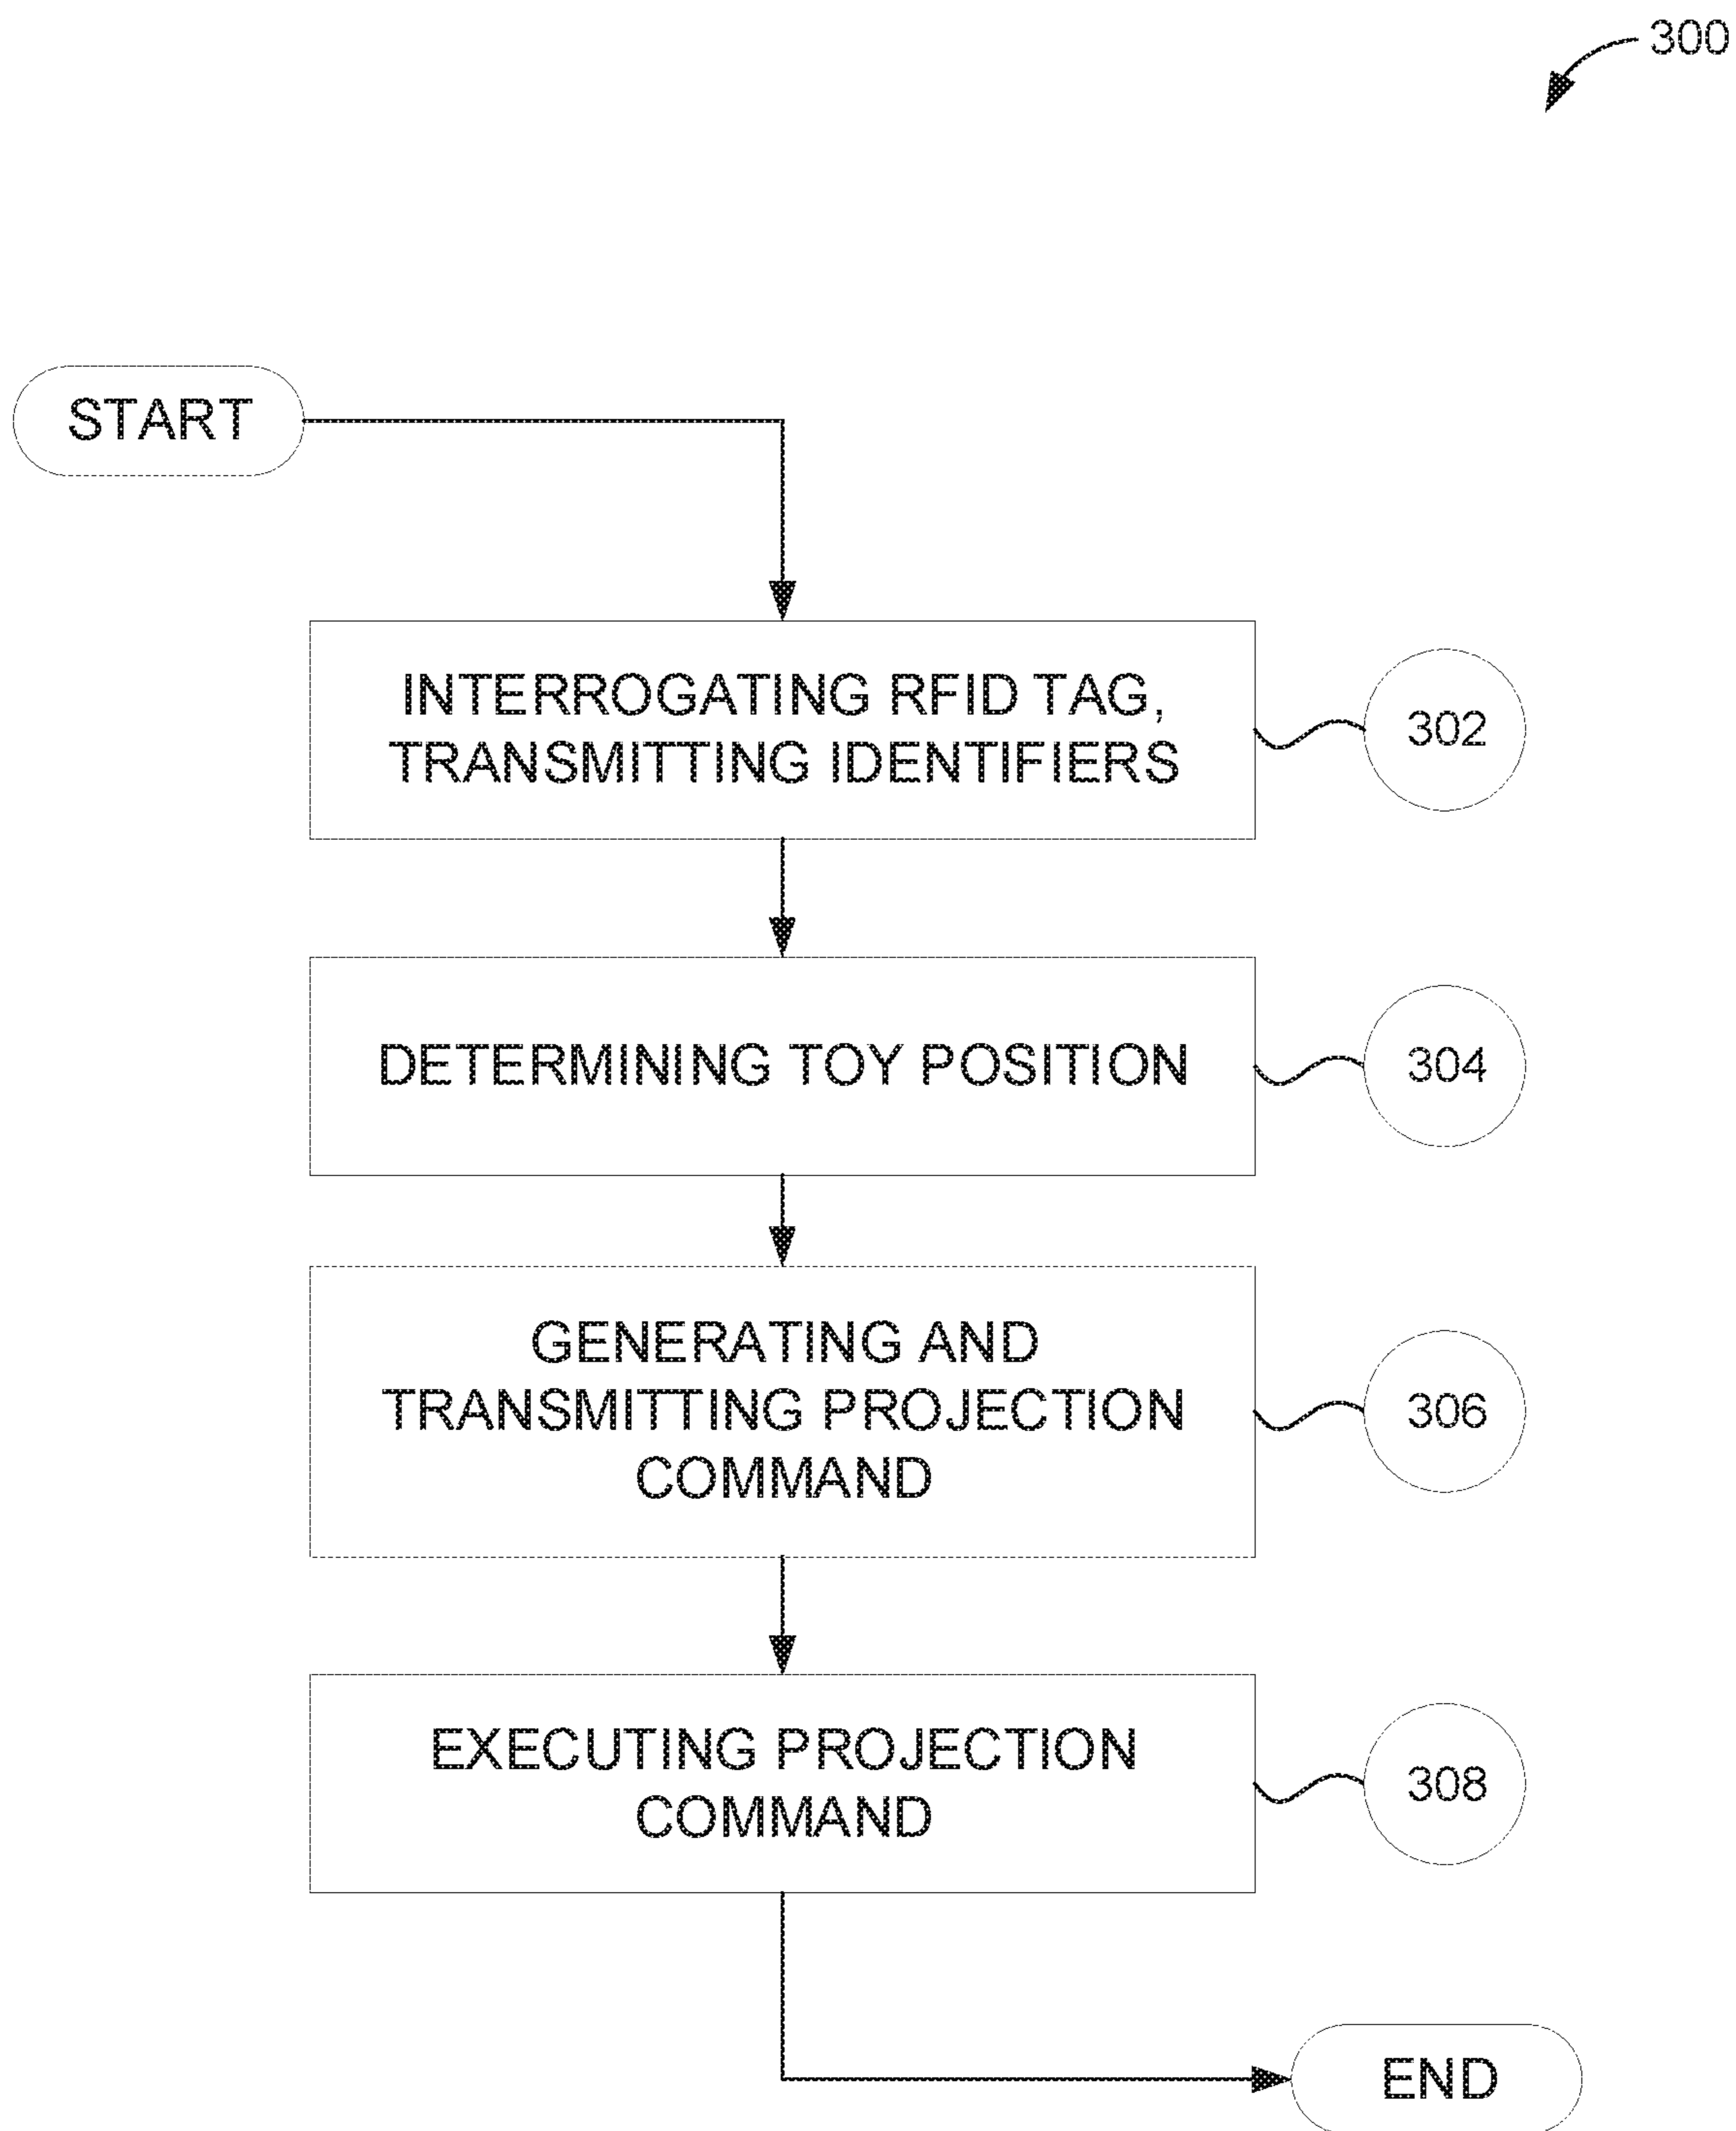 300
START
INTERROGATING RFID TAG,
TRANSMITTING IDENTIFIERS
302
DETERMINING TOY POSITION
304
GENERATING AND
TRANSMITTING PROJECTION
COMMAND
306
EXECUTING PROJECTION
COMMAND
308
END